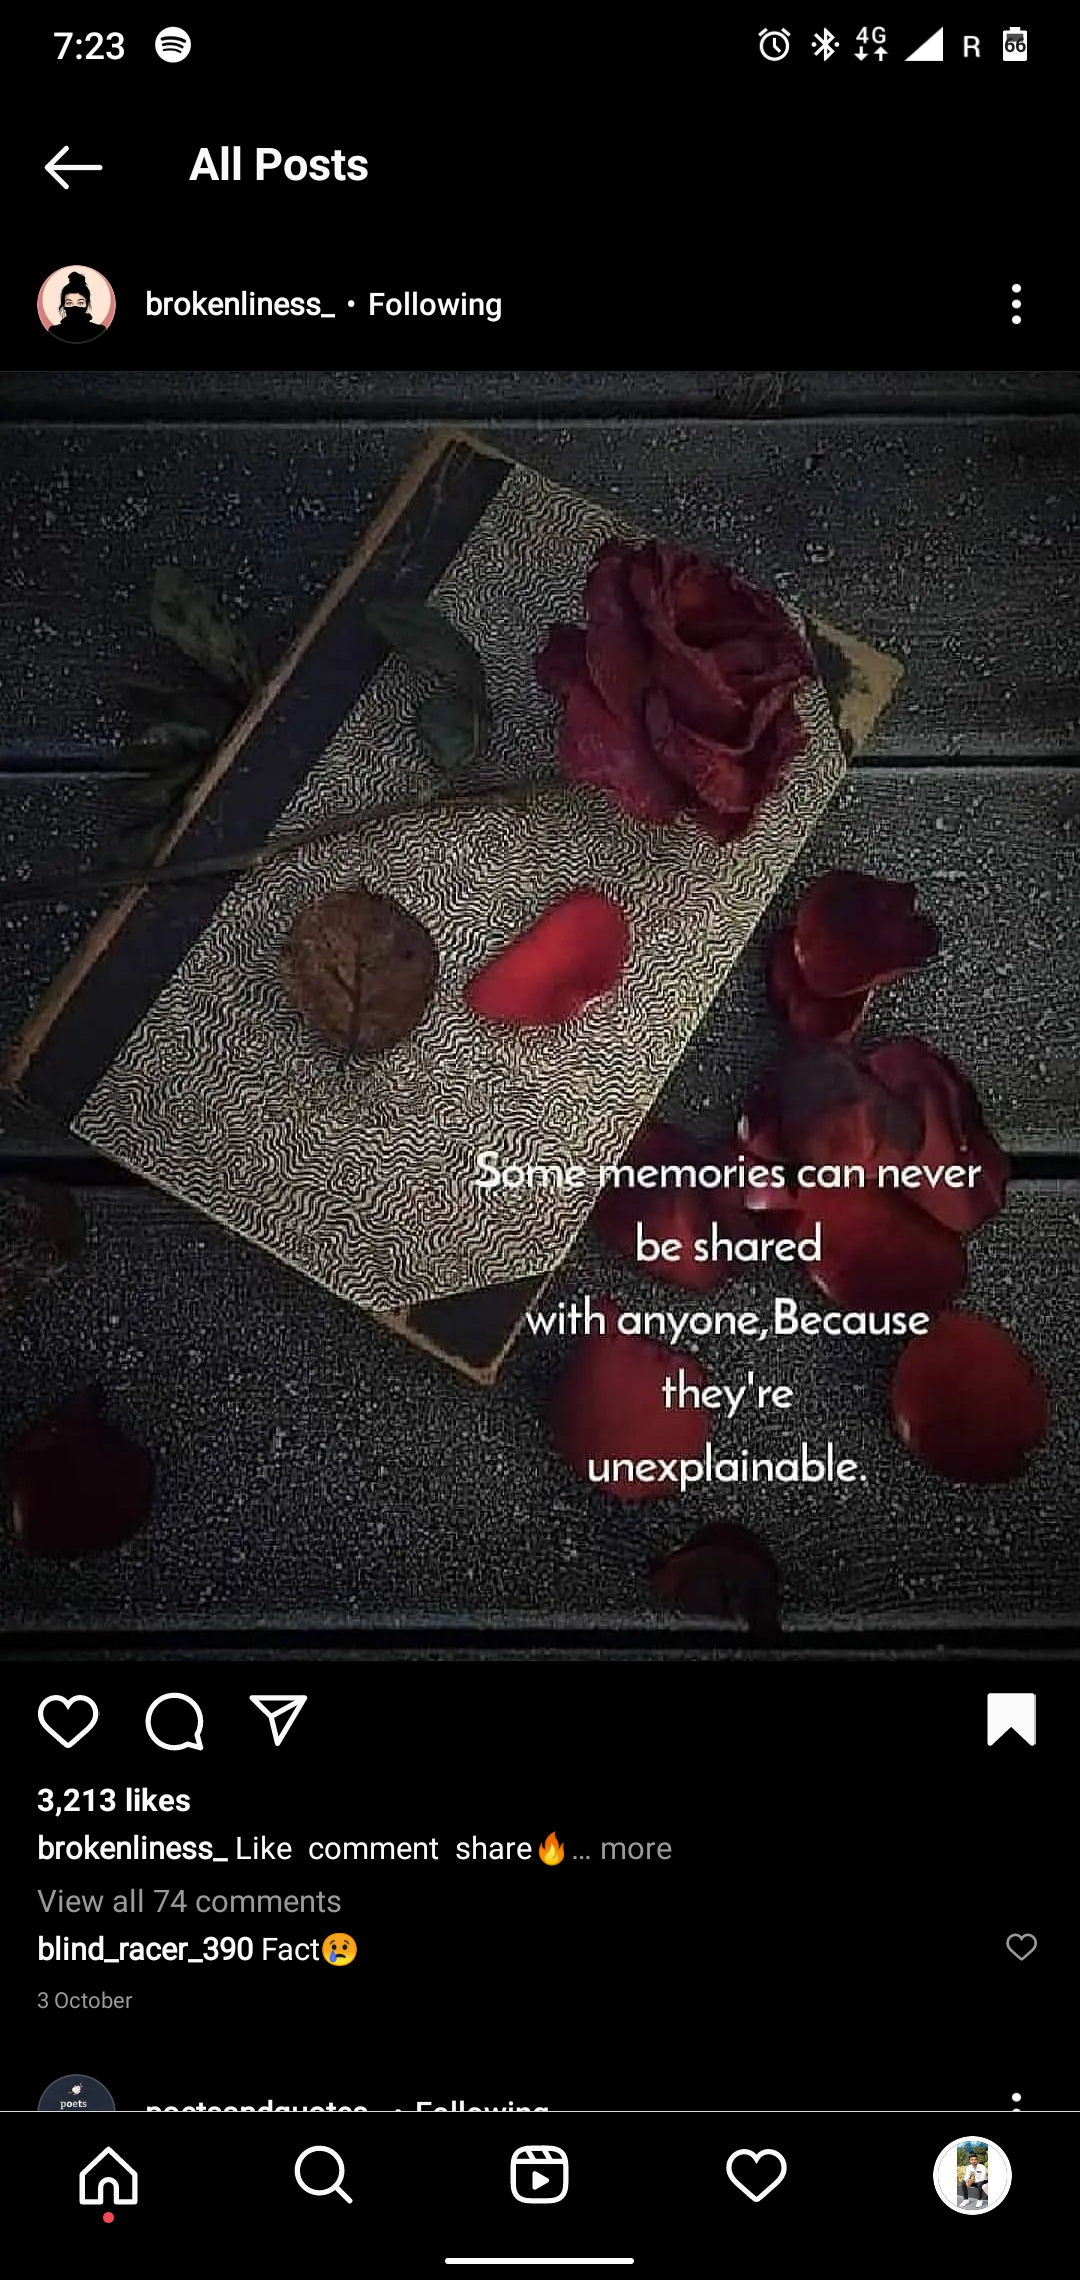 7:23 4G R 66
All Posts
brokenliness_ • Following
Some memories can never
be shared
with anyone,Because
they're
unexplainable.
3,213 likes
brokenliness_ Like comment share🔥... more
View all 74 comments
blind_racer_390 Fact😢
3 October
poets
poetsandquotes_ • Following